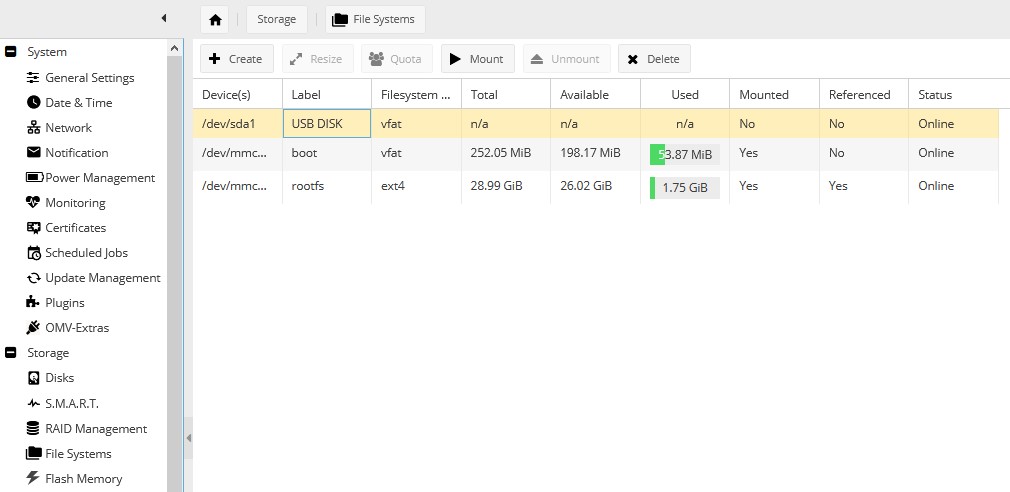 Storage
File Systems
System
General Settings
Date & Time
Network
Notification
Power Management
Monitoring
Certificates
Scheduled Jobs
Update Management
Plugins
OMV-Extras
Storage
Disks
S.M.A.R.T.
RAID Management
File Systems
Flash Memory
Create Resize Quota Mount Unmount Delete
Device(s) Label Filesystem ... Total Available Used Mounted Referenced Status
/dev/sda1 USB DISK vfat n/a n/a n/a No No Online
/dev/mmc... boot vfat 252.05 MiB 198.17 MiB 53.87 MiB Yes No Online
/dev/mmc... rootfs ext4 28.99 GiB 26.02 GiB 1.75 GiB Yes Yes Online